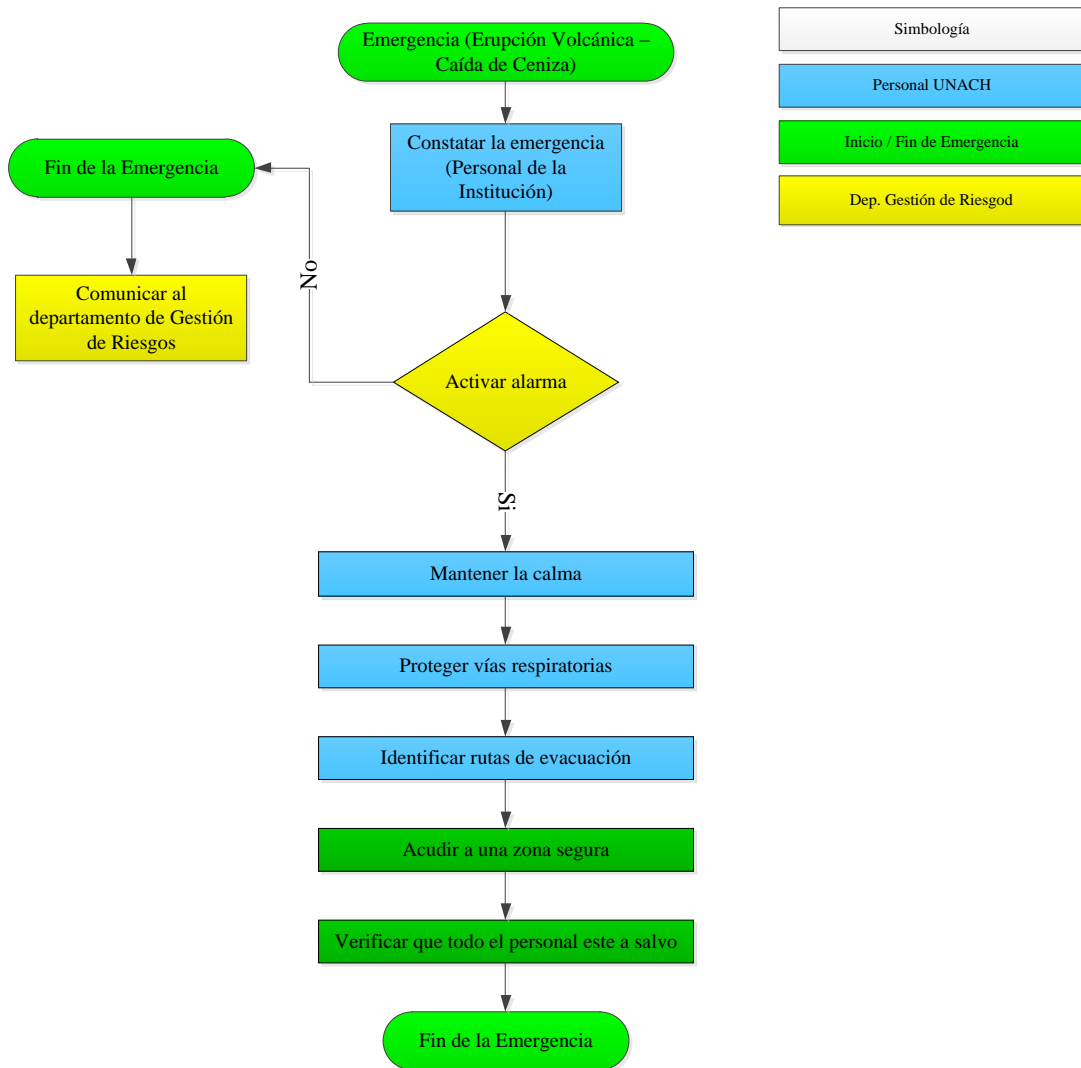 Emergencia (Erupción Volcánica –
Caída de Ceniza)
Simbología
Personal UNACH
Inicio / Fin de Emergencia
Dep. Gestión de Riesgod
Constatar la emergencia
(Personal de la
Institución)
Fin de la Emergencia
No
Comunicar al
departamento de Gestión
de Riesgos
Activar alarma
Si
Mantener la calma
Proteger vías respiratorias
Identificar rutas de evacuación
Acudir a una zona segura
Verificar que todo el personal este a salvo
Fin de la Emergencia